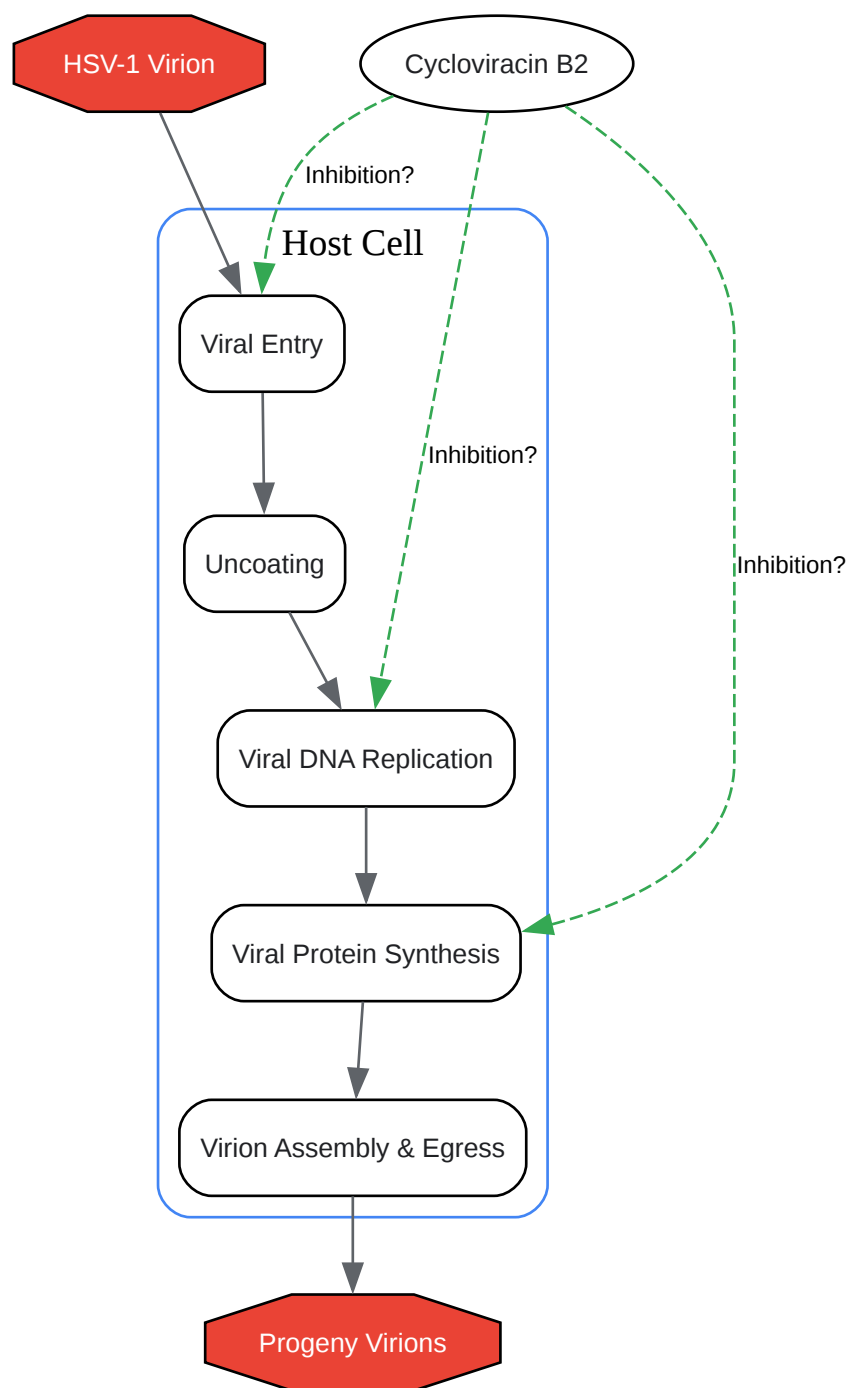 HSV-1 Virion
Cycloviracin B2
Inhibition?
Host Cell
Viral Entry
Inhibition?
Uncoating
Inhibition?
Viral DNA Replication
Viral Protein Synthesis
Virion Assembly & Egress
Progeny Virions